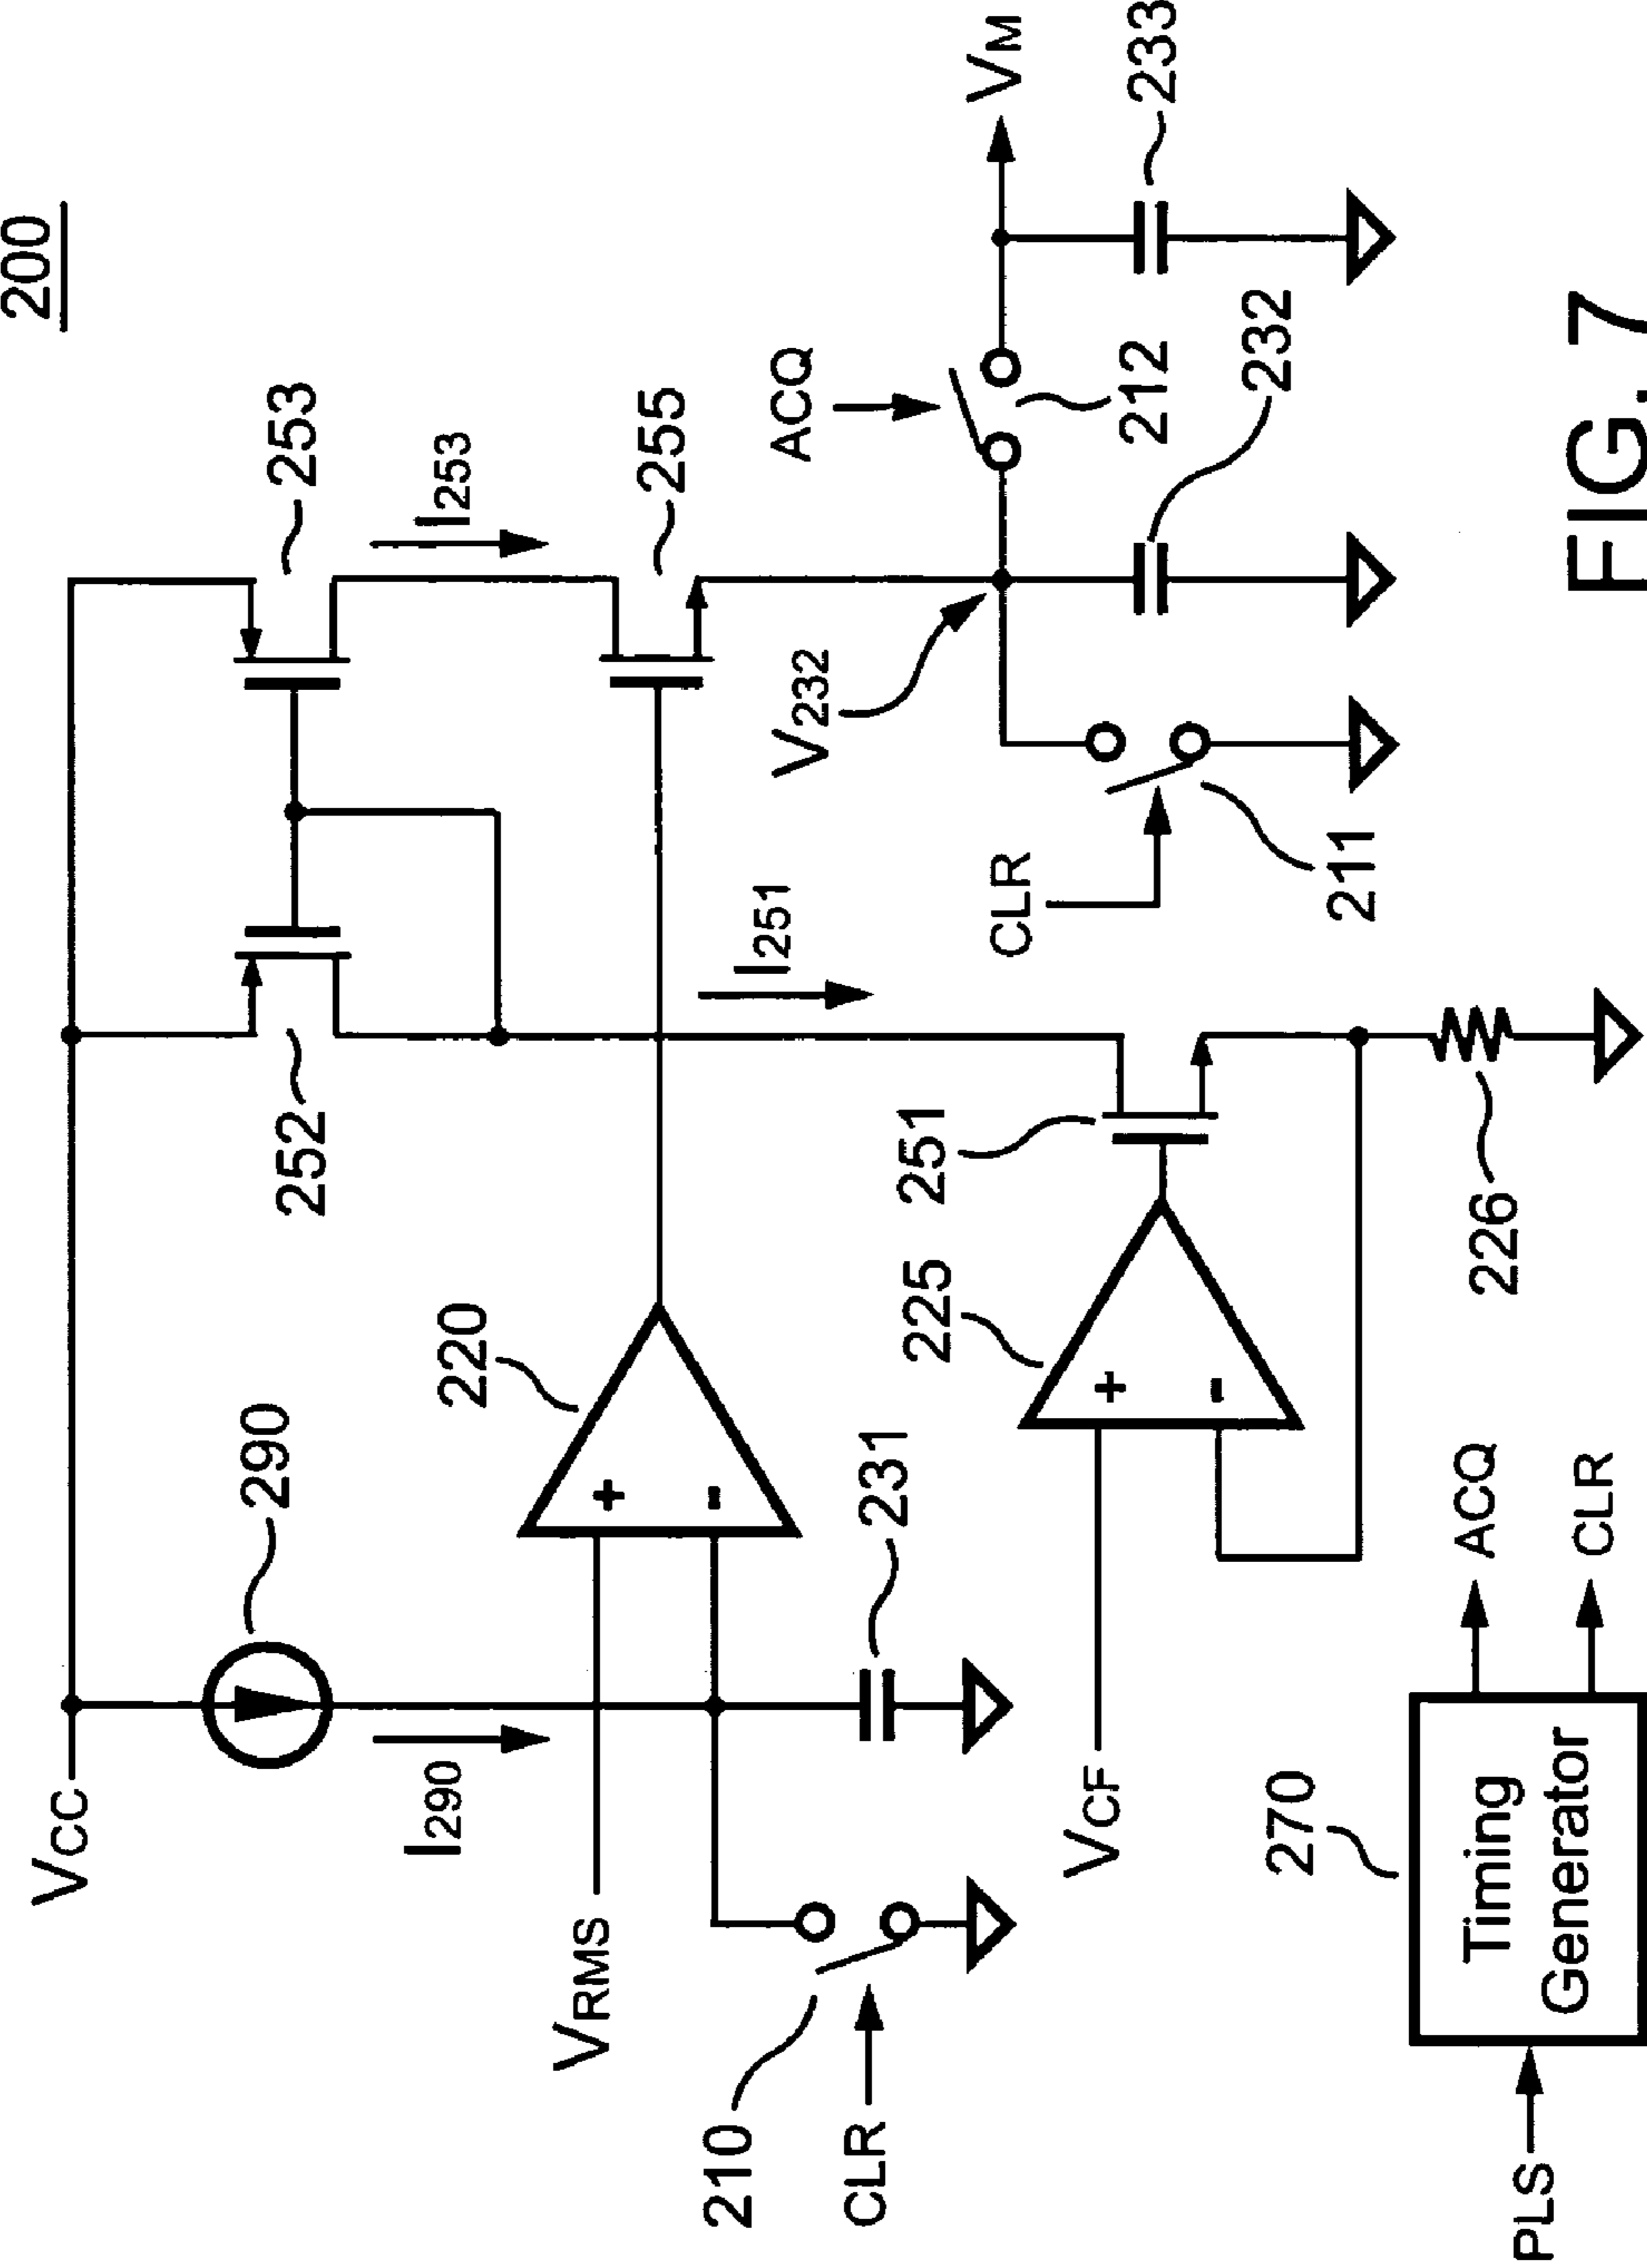 200
VCC
290
I290
252
253
I253
VRMS
220
255
I251
ACQ
VM
231
210
CLR
V232
212
233
VCF
225
251
CLR
211
232
226
PLS
270
Timing
Generator
ACQ
CLR
FIG. 7